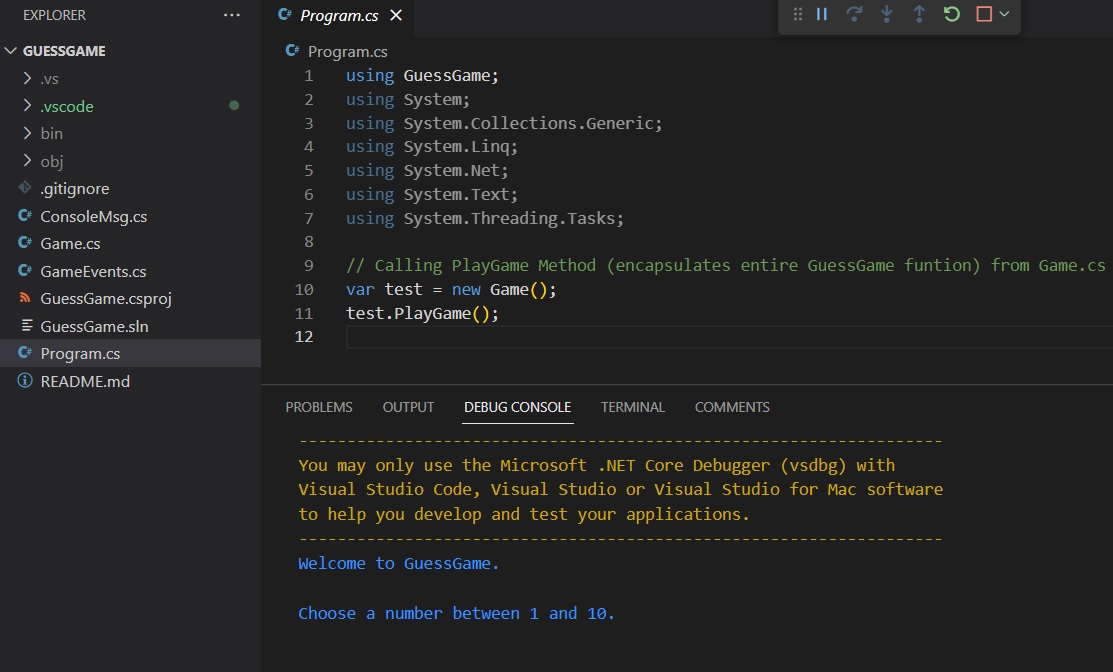 EXPLORER
GUESSGAME
.vs
.vscode
bin
obj
.gitignore
C# ConsoleMsg.cs
C# Game.cs
C# GameEvents.cs
GuessGame.csproj
GuessGame.sln
C# Program.cs
README.md
C# Program.cs
C# Program.cs
1 using GuessGame;
2 using System;
3 using System.Collections.Generic;
4 using System.Linq;
5 using System.Net;
6 using System.Text;
7 using System.Threading.Tasks;
8
9 // Calling PlayGame Method (encapsulates entire GuessGame funtion) from Game.cs
10 var test = new Game();
11 test.PlayGame();
12
PROBLEMS OUTPUT DEBUG CONSOLE TERMINAL COMMENTS
-------------------------------------------------------------------
You may only use the Microsoft .NET Core Debugger (vsdbg) with
Visual Studio Code, Visual Studio or Visual Studio for Mac software
to help you develop and test your applications.
-------------------------------------------------------------------
Welcome to GuessGame.
Choose a number between 1 and 10.